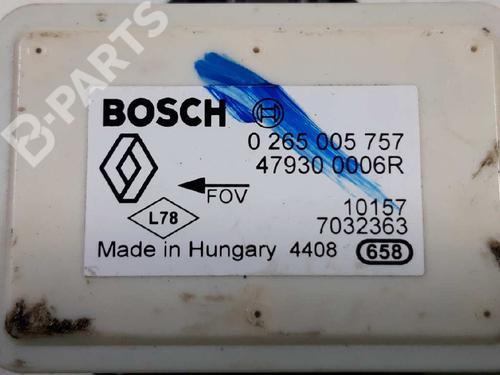 B-PARTS
BOSCH
0 265 005 757
47930 0006R
FOV
10157
L78
7032363
Made in Hungary 4408 658